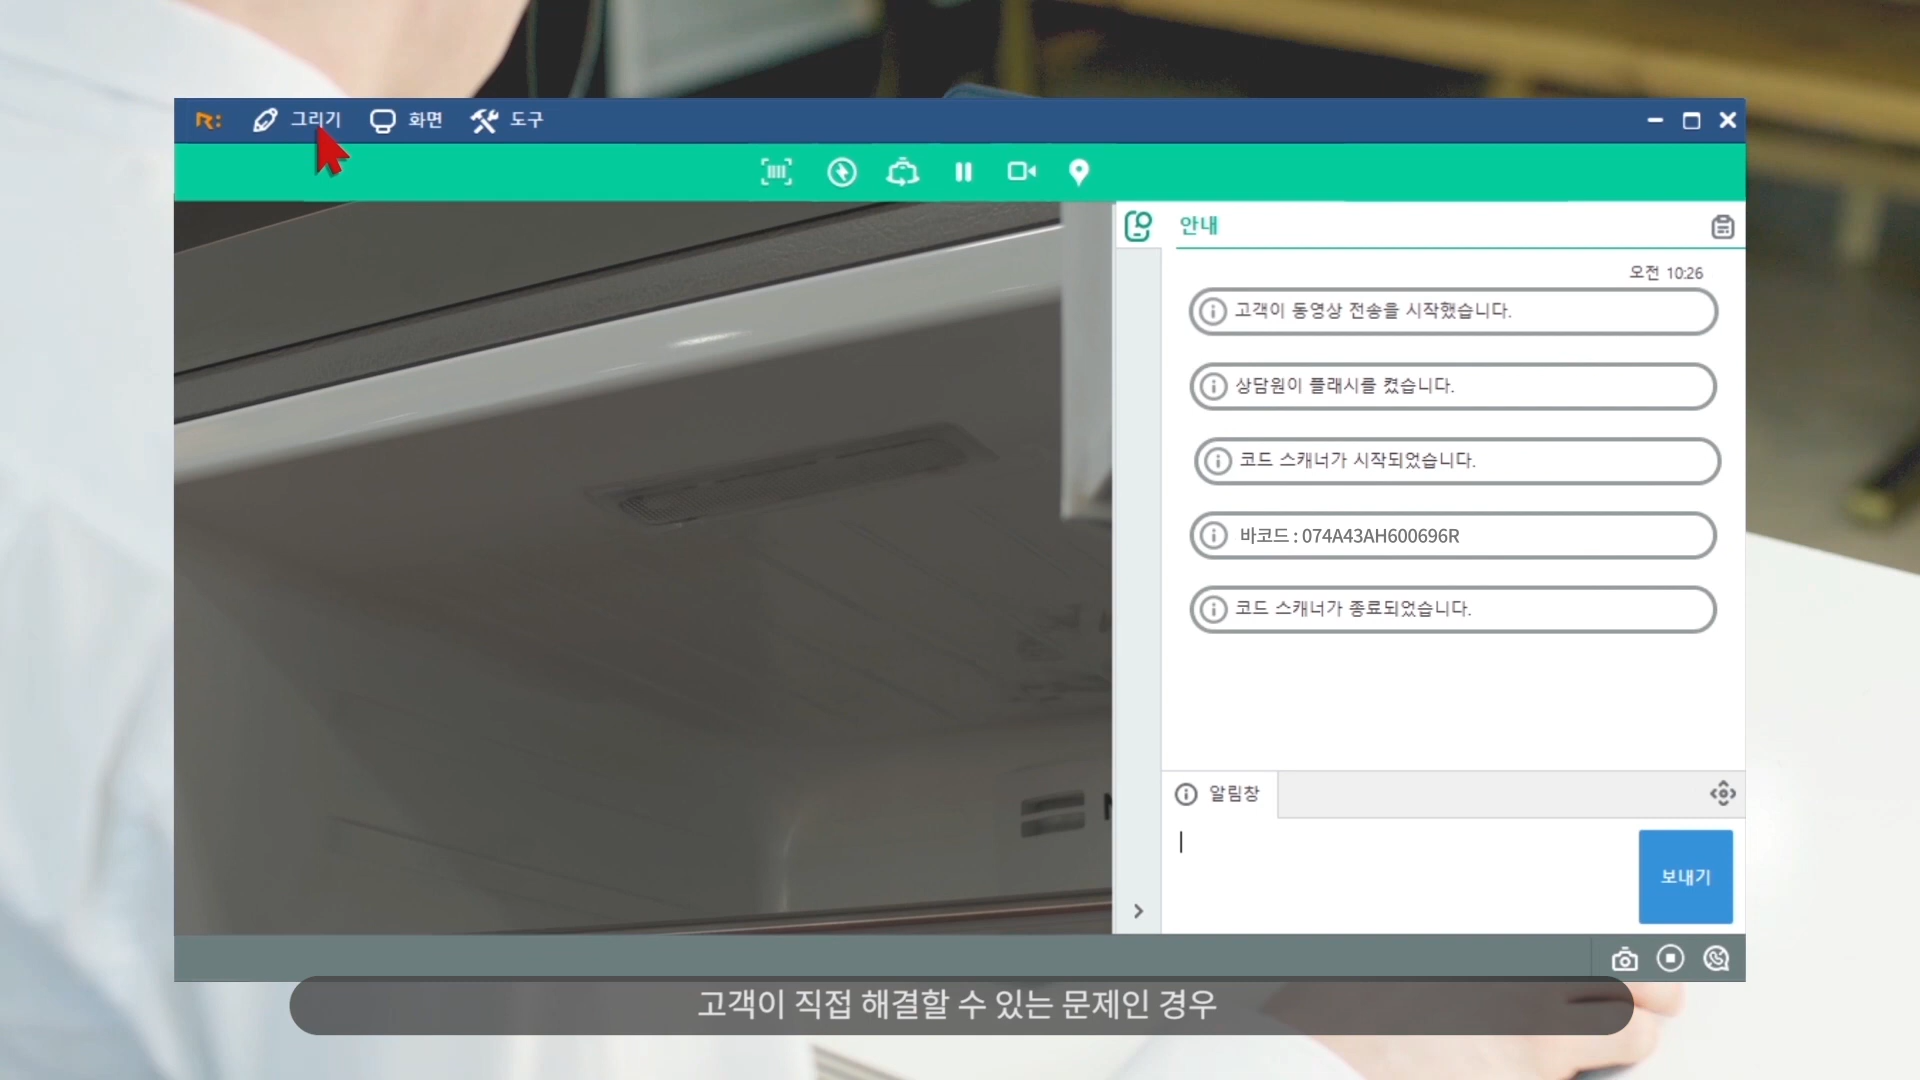 R:
그리기
화면
도구
안내
오전 10:26
고객이 동영상 전송을 시작했습니다.
상담원이 플래시를 켰습니다.
코드 스캐너가 시작되었습니다.
바코드 : 074A43AH600696R
코드 스캐너가 종료되었습니다.
알림창
보내기
고객이 직접 해결할 수 있는 문제인 경우